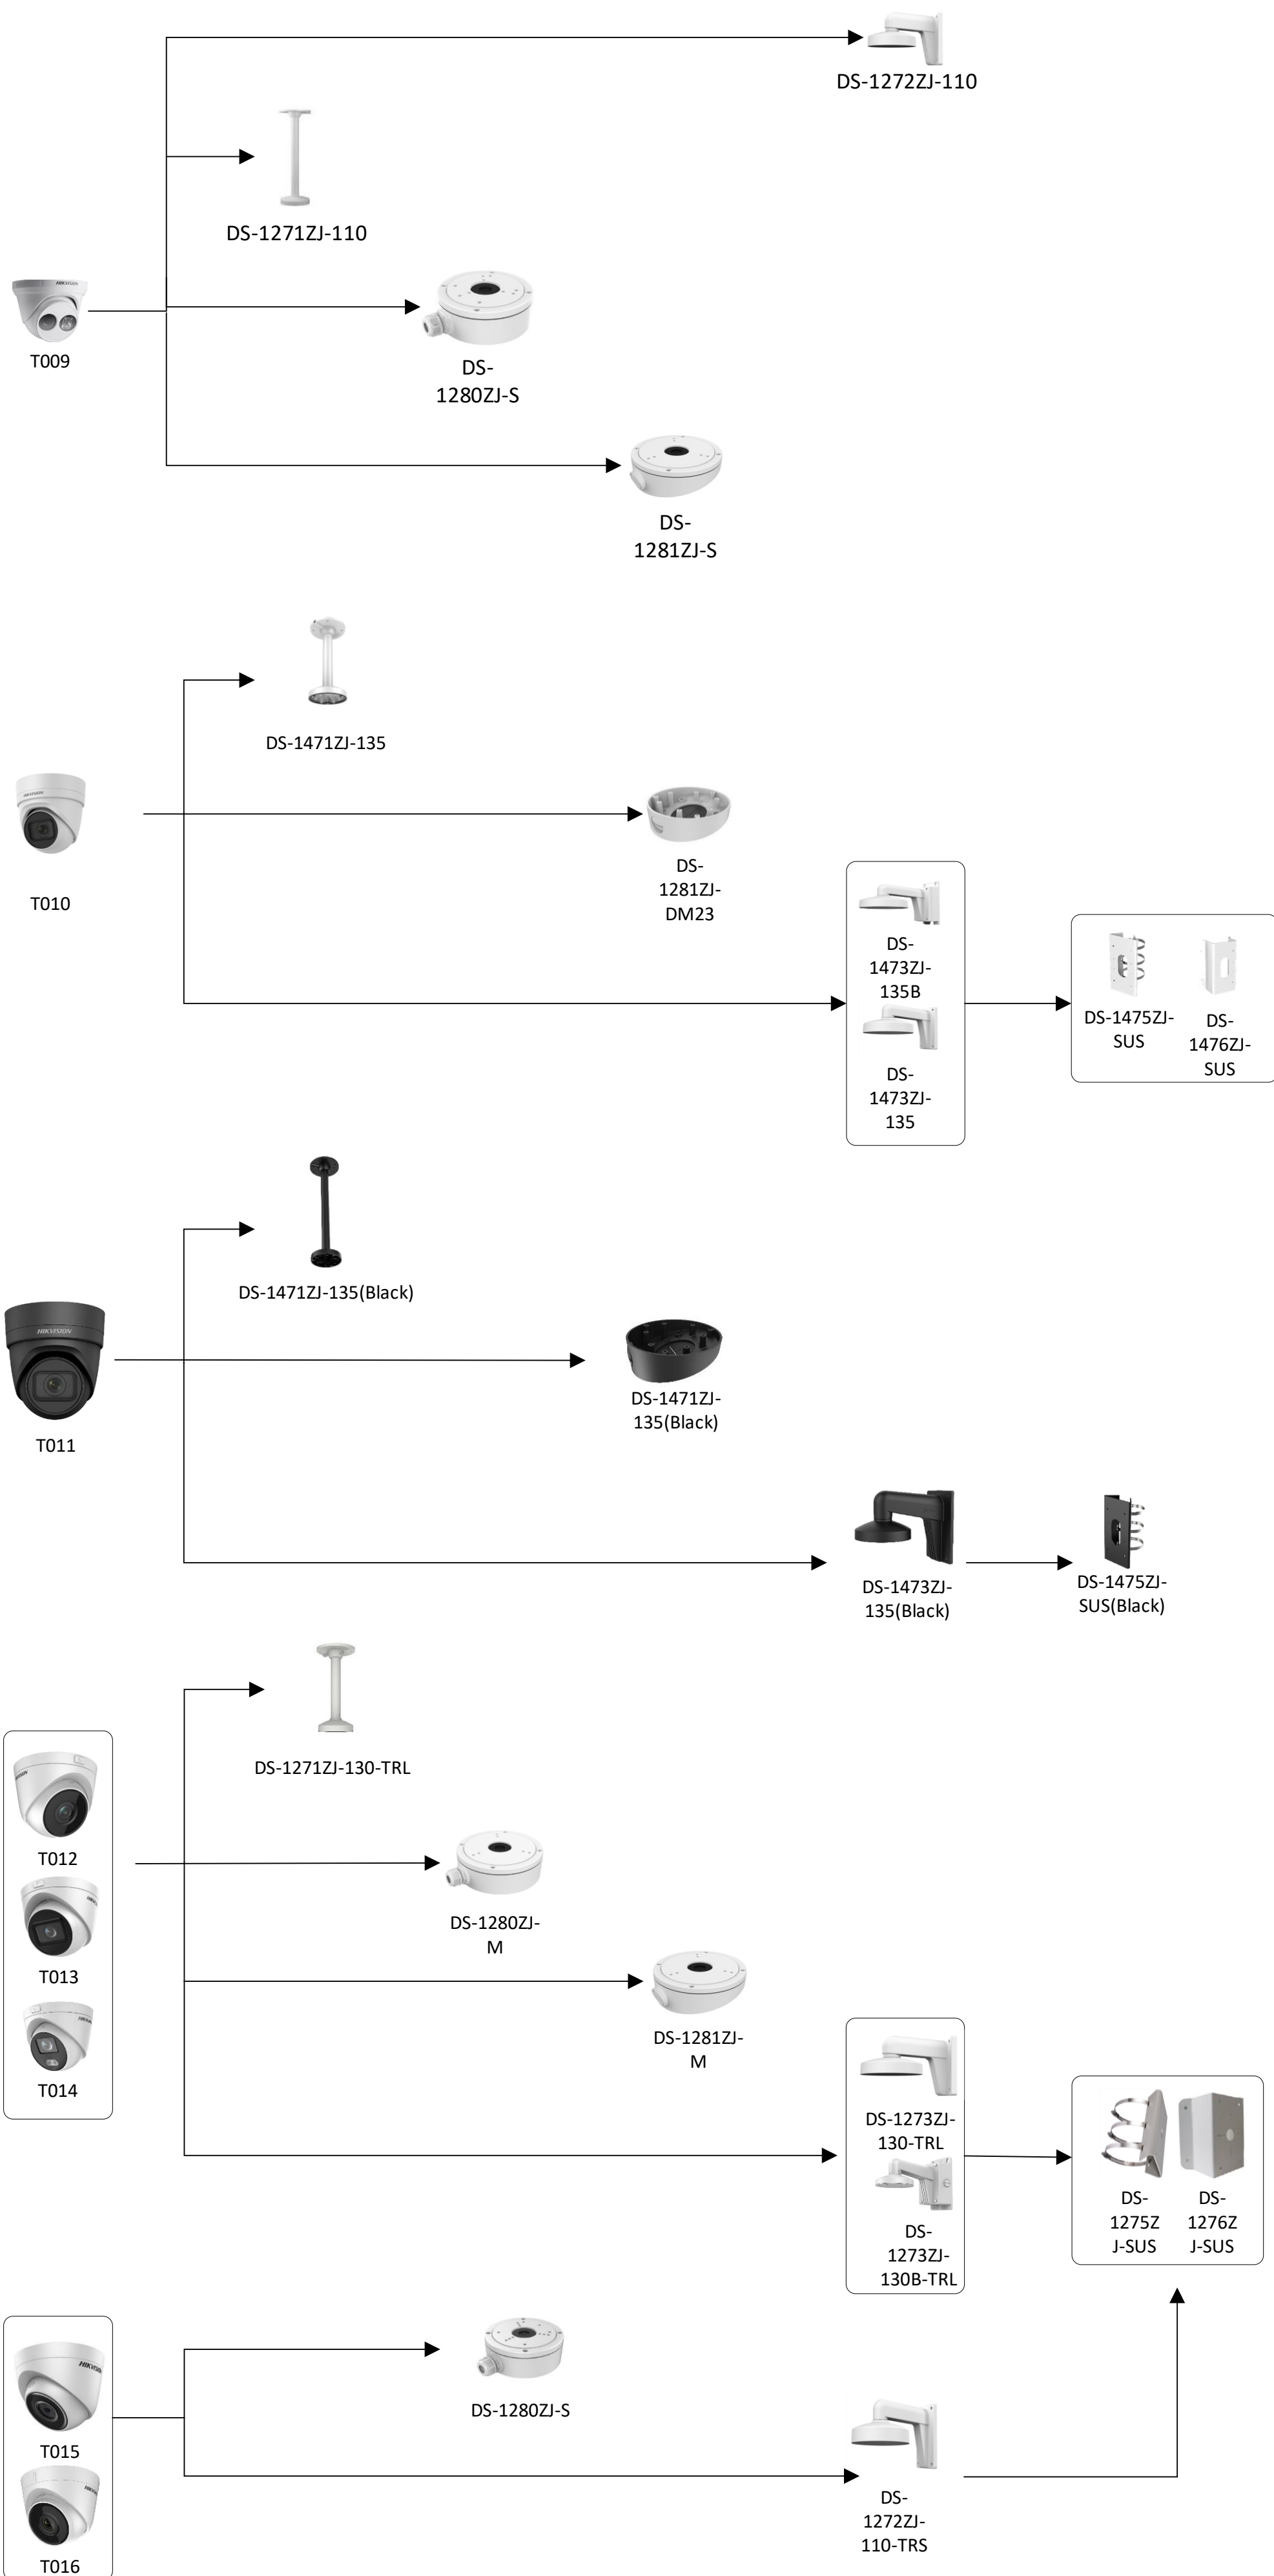 DS-1272ZJ-110
DS-1271ZJ-110
HIKVISION
T009
DS-
1280ZJ-S
DS-
1281ZJ-S
DS-1471ZJ-135
HIKVISION
T010
DS-
1281ZJ-
DM23
DS-
1473ZJ-
135B
DS-
1473ZJ-
135
DS-1475ZJ-
SUS
DS-
1476ZJ-
SUS
DS-1471ZJ-135(Black)
HIKVISION
T011
DS-1471ZJ-
135(Black)
DS-1473ZJ-
135(Black)
DS-1475ZJ-
SUS(Black)
DS-1271ZJ-130-TRL
T012
T013
T014
DS-1280ZJ-
M
DS-1281ZJ-
M
DS-1273ZJ-
130-TRL
DS-
1273ZJ-
130B-TRL
DS-
1275Z
J-SUS
DS-
1276Z
J-SUS
T015
T016
DS-1280ZJ-S
DS-
1272ZJ-
110-TRS